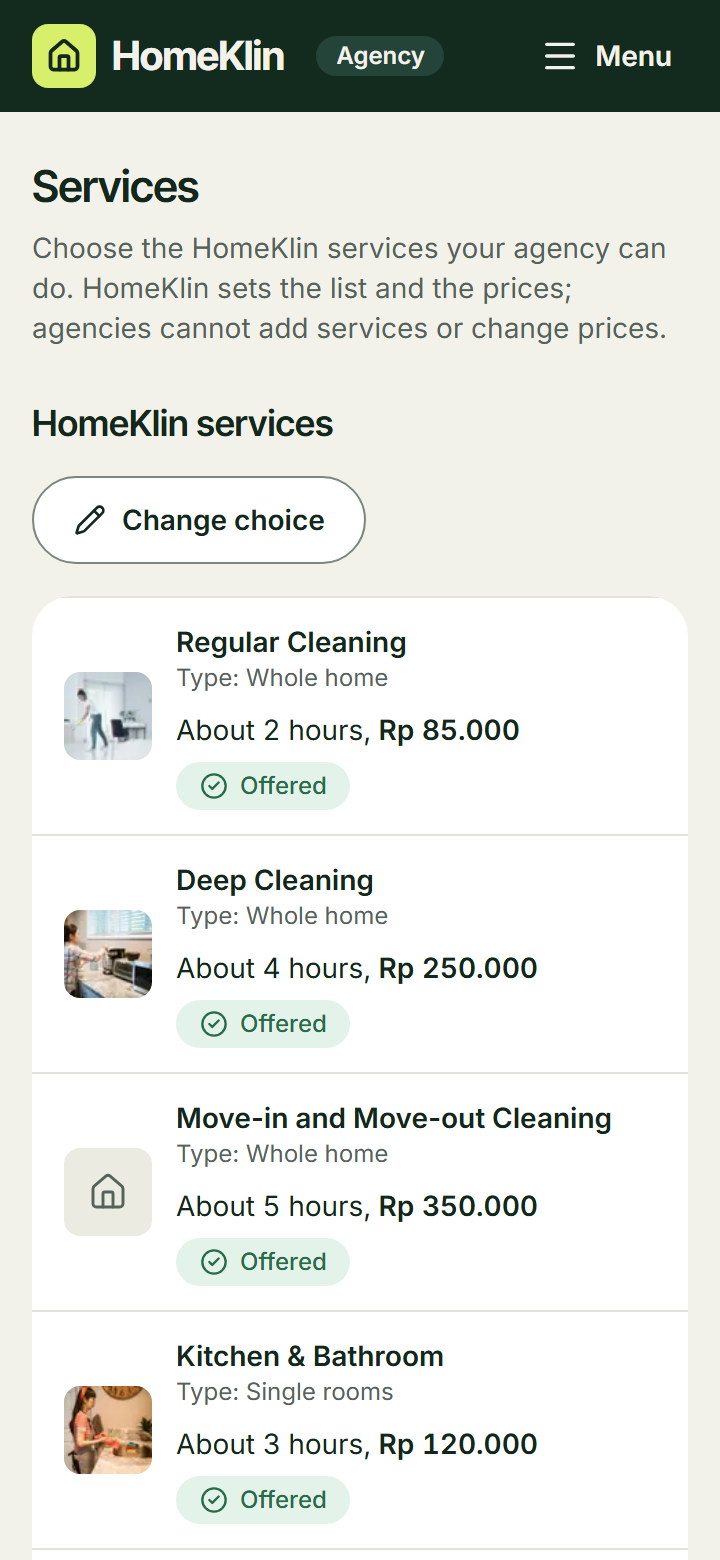 HomeKlin
Agency
Menu
Services
Choose the HomeKlin services your agency can
do. HomeKlin sets the list and the prices;
agencies cannot add services or change prices.
HomeKlin services
Change choice
Regular Cleaning
Type: Whole home
About 2 hours, Rp 85.000
Offered
Deep Cleaning
Type: Whole home
About 4 hours, Rp 250.000
Offered
Move-in and Move-out Cleaning
Type: Whole home
About 5 hours, Rp 350.000
Offered
Kitchen & Bathroom
Type: Single rooms
About 3 hours, Rp 120.000
Offered